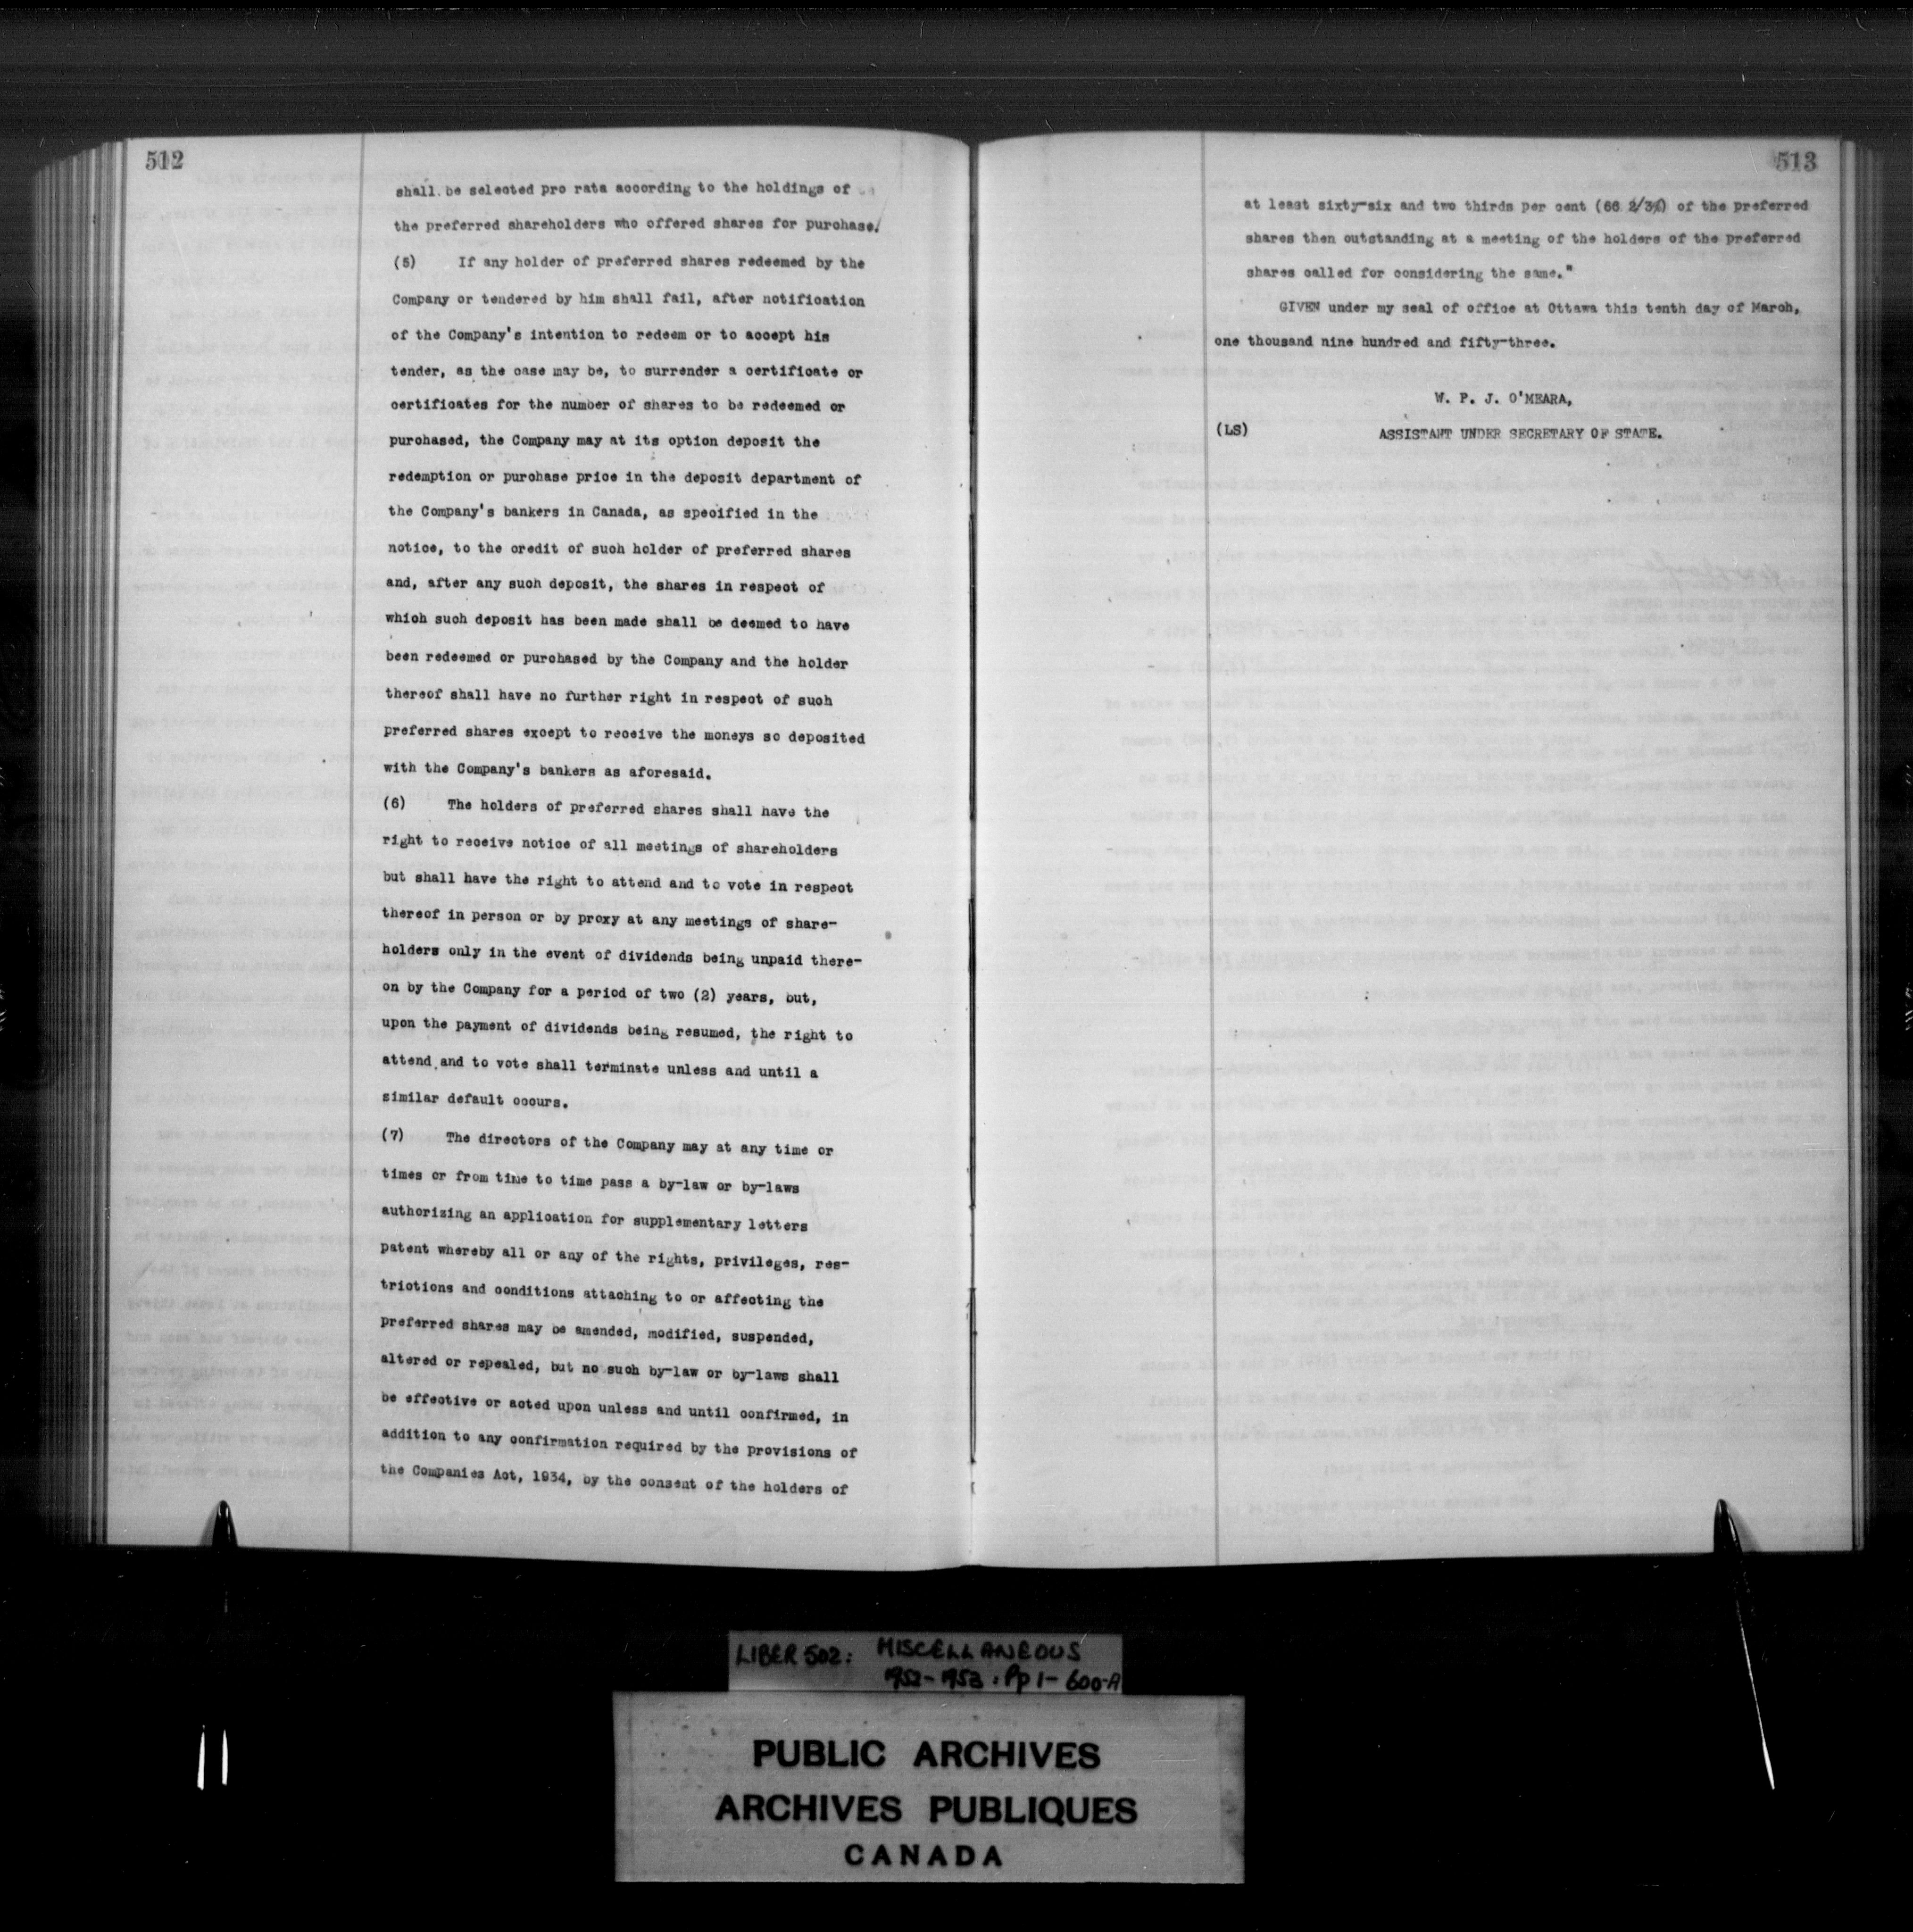 512
shall be selected pro rata according to the holdings of
the preferred shareholders who offered shares for purchase.
(5) If any holder of preferred shares redeemed by the
Company or tendered by him shall fail, after notification
of the Company's intention to redeem or to accept his
tender, as the case may be, to surrender a certificate or
certificates for the number of shares to be redeemed or
purchased, the Company may at its option deposit the
redemption or purchase price in the deposit department of
the Company's bankers in Canada, as specified in the
notice, to the credit of such holder of preferred shares
and, after any such deposit, the shares in respect of
which such deposit has been made shall be deemed to have
been redeemed or purchased by the Company and the holder
thereof shall have no further right in respect of such
preferred shares except to receive the moneys so deposited
with the Company's bankers as aforesaid.
(6) The holders of preferred shares shall have the
right to receive notice of all meetings of shareholders
but shall have the right to attend and to vote in respect
thereof in person or by proxy at any meetings of share-
holders only in the event of dividends being unpaid there-
on by the Company for a period of two (2) years, but,
upon the payment of dividends being resumed, the right to
attend and to vote shall terminate unless and until a
similar default occurs.
(7) The directors of the Company may at any time or
times or from time to time pass a by-law or by-laws
authorizing an application for supplementary letters
patent whereby all or any of the rights, privileges, res-
trictions and conditions attaching to or affecting the
preferred shares may be amended, modified, suspended,
altered or repealed, but no such by-law or by-laws shall
be effective or acted upon unless and until confirmed, in
addition to any confirmation required by the provisions of
the Companies Act, 1934, by the consent of the holders of
513
at least sixty-six and two thirds per cent (66 2/3%) of the preferred
shares then outstanding at a meeting of the holders of the preferred
shares called for considering the same."
GIVEN under my seal of office at Ottawa this tenth day of March,
one thousand nine hundred and fifty-three.
W. P. J. O'MEARA,
(LS) ASSISTANT UNDER SECRETARY OF STATE.
LIBER 502: MISCELLANEOUS
1952-1953: Pp 1-600-A
PUBLIC ARCHIVES
ARCHIVES PUBLIQUES
CANADA